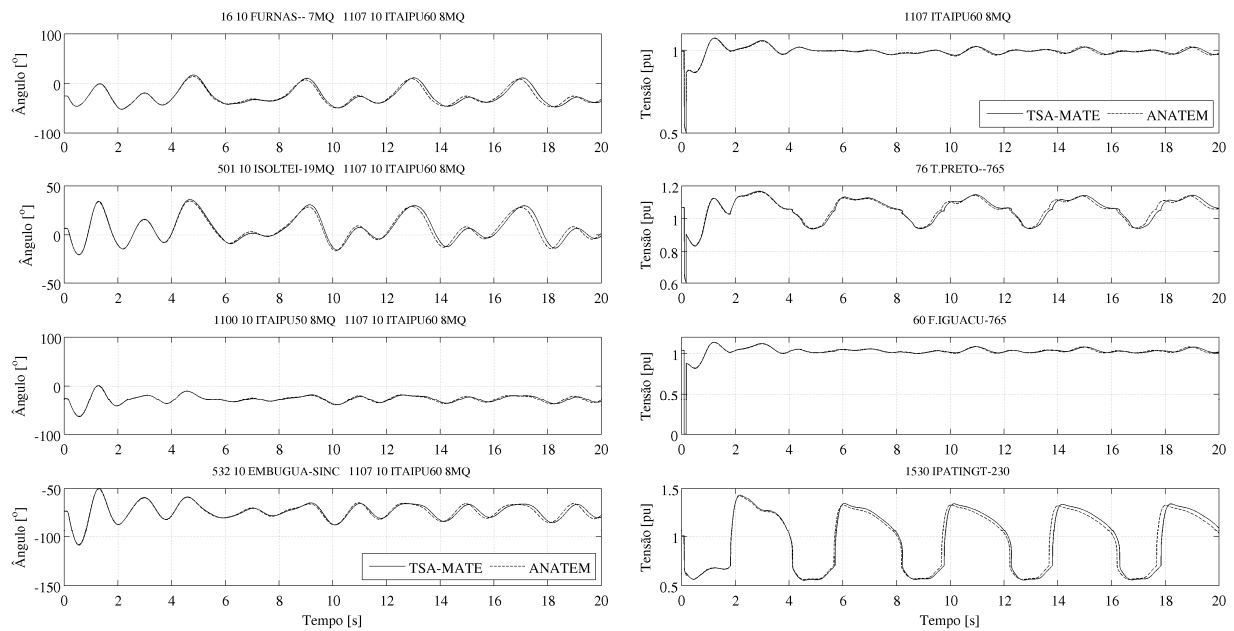 16 10 FURNAS-- 7MQ 1107 10 ITAIPU60 8MQ
100
0
-100
Ângulo [o]
0 2 4 6 8 10 12 14 16 18 20
501 10 ISOLTEI-19MQ 1107 10 ITAIPU60 8MQ
50
0
-50
Ângulo [o]
0 2 4 6 8 10 12 14 16 18 20
1100 10 ITAIPU50 8MQ 1107 10 ITAIPU60 8MQ
100
0
-100
Ângulo [o]
0 2 4 6 8 10 12 14 16 18 20
532 10 EMBUGUA-SINC 1107 10 ITAIPU60 8MQ
-50
-100
-150
Ângulo [o]
TSA-MATE ANATEM
0 2 4 6 8 10 12 14 16 18 20
Tempo [s]
1107 ITAIPU60 8MQ
1
0.5
Tensão [pu]
TSA-MATE ANATEM
0 2 4 6 8 10 12 14 16 18 20
76 T.PRETO--765
1.2
1
0.8
0.6
Tensão [pu]
0 2 4 6 8 10 12 14 16 18 20
60 F.IGUACU-765
1
0.5
0
Tensão [pu]
0 2 4 6 8 10 12 14 16 18 20
1530 IPATINGT-230
1.5
1
0.5
Tensão [pu]
0 2 4 6 8 10 12 14 16 18 20
Tempo [s]